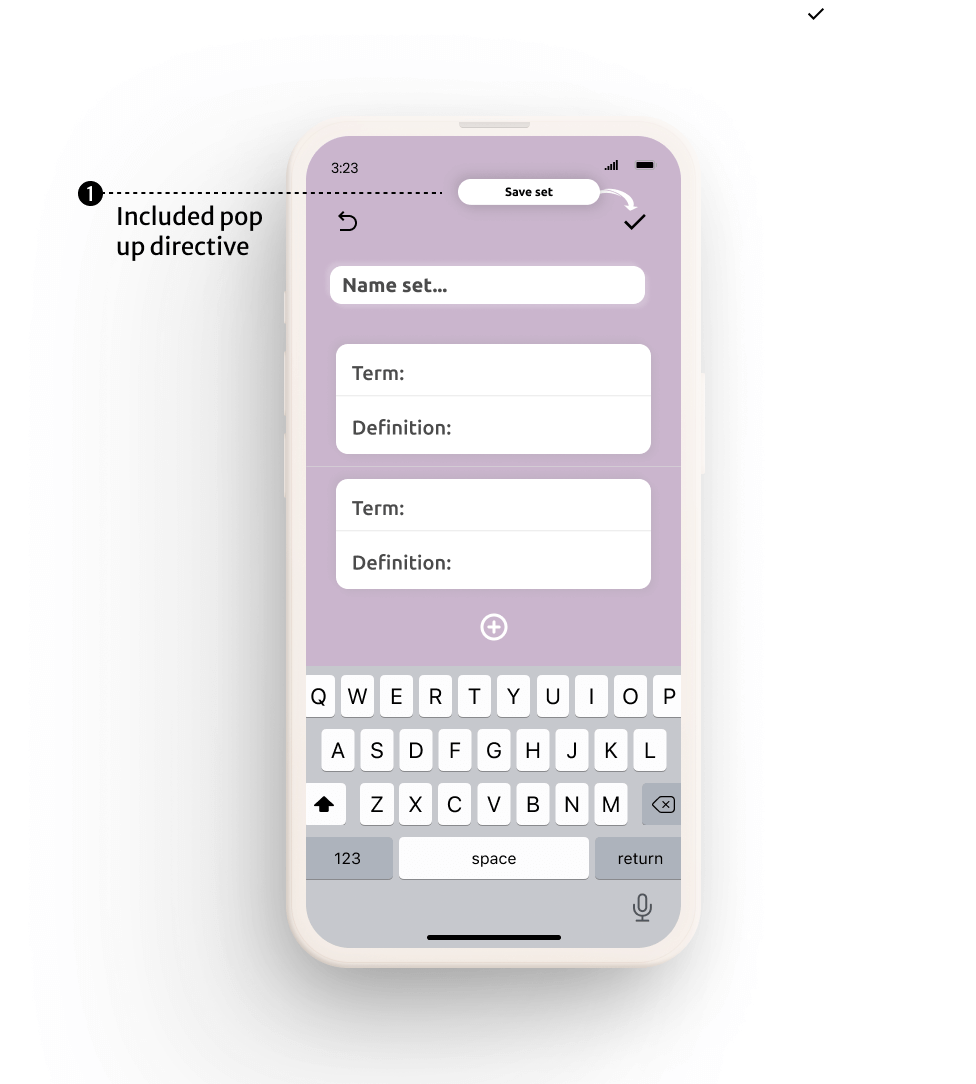 3:23
1
Save set
Included pop
up directive
Name set...
Term:
Definition:
Term:
Definition:
Q W E R T Y U I O P
A S D F G H J K L
Z X C V B N M
123 space return